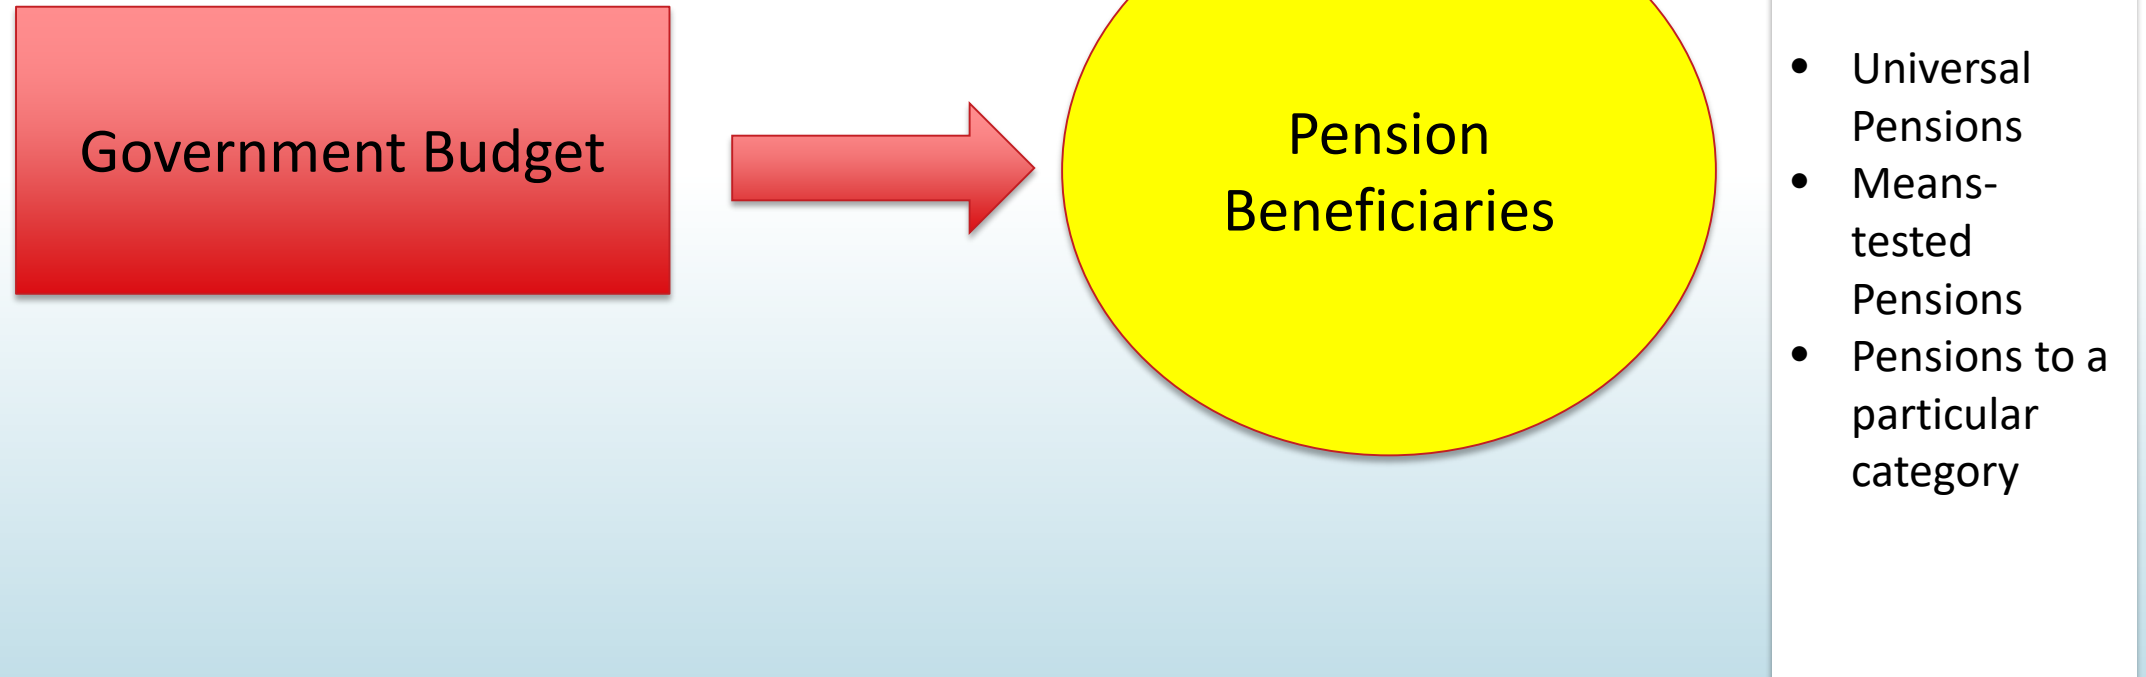 Government Budget
Pension
Beneficiaries
• Universal
Pensions
• Means-
tested
Pensions
• Pensions to a
particular
category